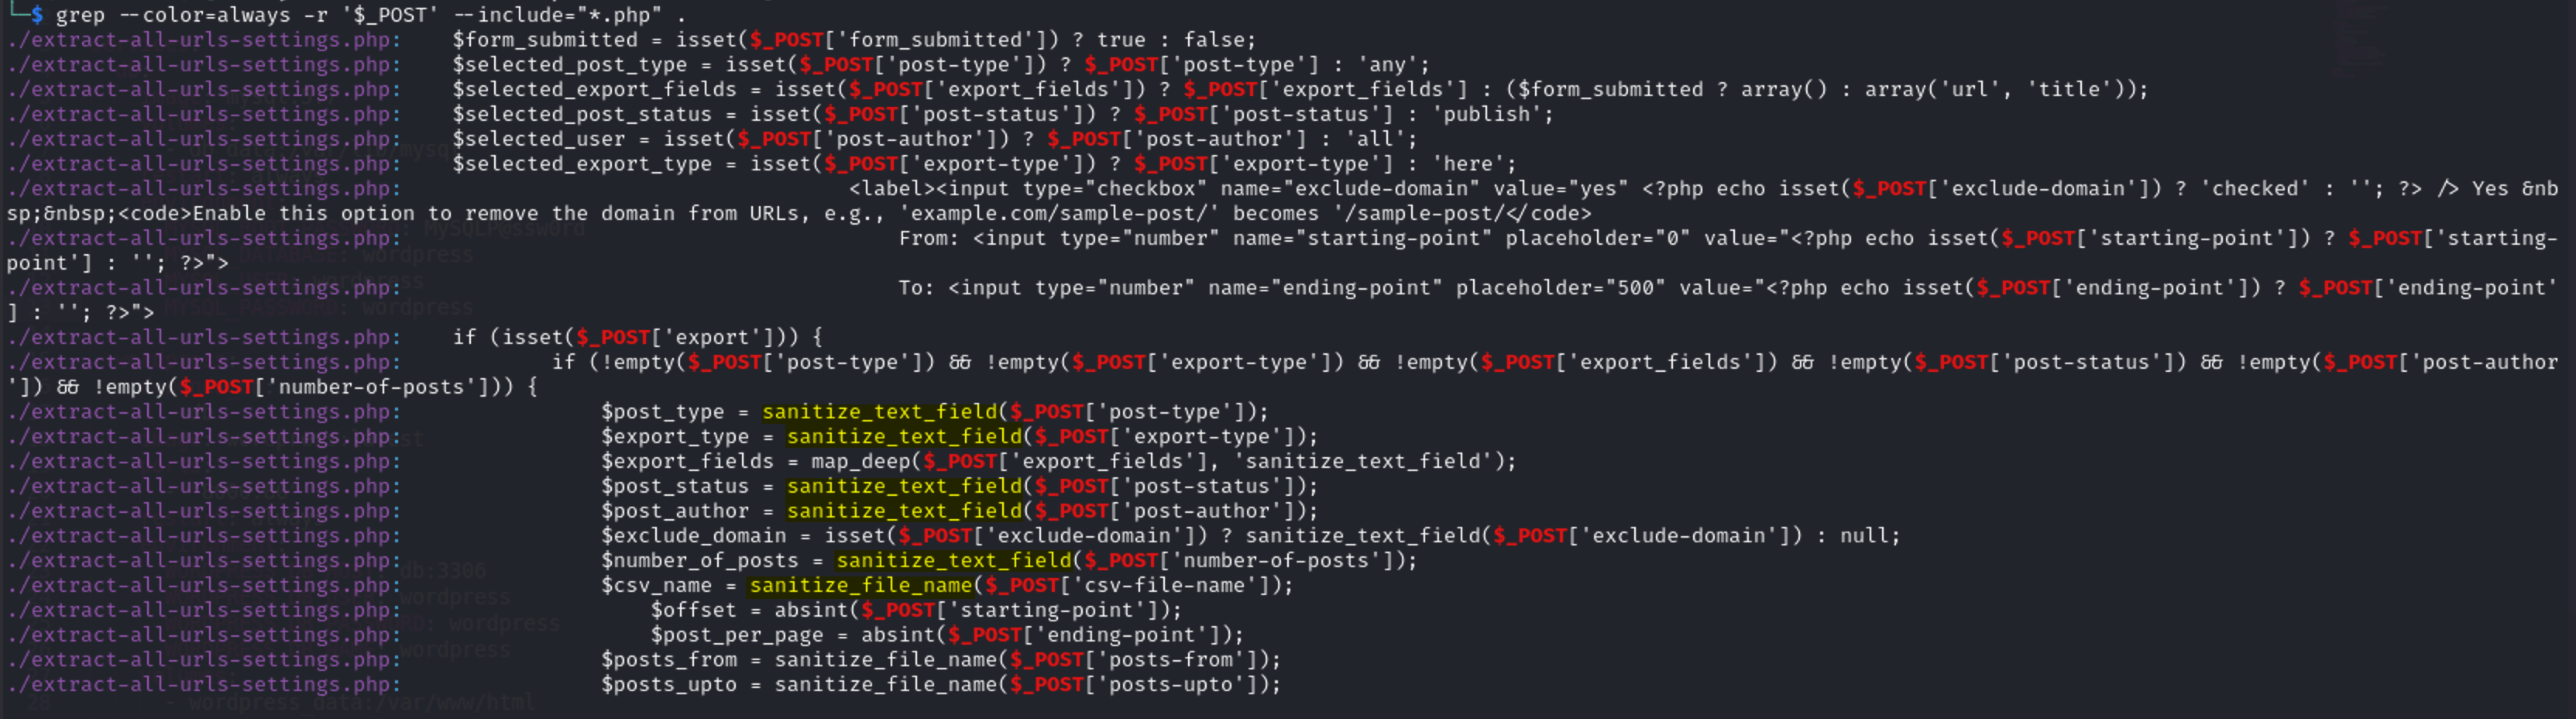 └─$ grep --color=always -r '$_POST' --include="*.php" .
./extract-all-urls-settings.php:    $form_submitted = isset($_POST['form_submitted']) ? true : false;
./extract-all-urls-settings.php:    $selected_post_type = isset($_POST['post-type']) ? $_POST['post-type'] : 'any';
./extract-all-urls-settings.php:    $selected_export_fields = isset($_POST['export_fields']) ? $_POST['export_fields'] : ($form_submitted ? array() : array('url', 'title'));
./extract-all-urls-settings.php:    $selected_post_status = isset($_POST['post-status']) ? $_POST['post-status'] : 'publish';
./extract-all-urls-settings.php:    $selected_user = isset($_POST['post-author']) ? $_POST['post-author'] : 'all';
./extract-all-urls-settings.php:    $selected_export_type = isset($_POST['export-type']) ? $_POST['export-type'] : 'here';
./extract-all-urls-settings.php:                                    <label><input type="checkbox" name="exclude-domain" value="yes" <?php echo isset($_POST['exclude-domain']) ? 'checked' : ''; ?> /> Yes &nb
sp;&nbsp;<code>Enable this option to remove the domain from URLs, e.g., 'example.com/sample-post/' becomes '/sample-post/</code>
./extract-all-urls-settings.php:                                        From: <input type="number" name="starting-point" placeholder="0" value="<?php echo isset($_POST['starting-point']) ? $_POST['starting-
point'] : ''; ?>">
./extract-all-urls-settings.php:                                        To: <input type="number" name="ending-point" placeholder="500" value="<?php echo isset($_POST['ending-point']) ? $_POST['ending-point'
] : ''; ?>">
./extract-all-urls-settings.php:    if (isset($_POST['export'])) {
./extract-all-urls-settings.php:            if (!empty($_POST['post-type']) && !empty($_POST['export-type']) && !empty($_POST['export_fields']) && !empty($_POST['post-status']) && !empty($_POST['post-author
']) && !empty($_POST['number-of-posts'])) {
./extract-all-urls-settings.php:                $post_type = sanitize_text_field($_POST['post-type']);
./extract-all-urls-settings.php:                $export_type = sanitize_text_field($_POST['export-type']);
./extract-all-urls-settings.php:                $export_fields = map_deep($_POST['export_fields'], 'sanitize_text_field');
./extract-all-urls-settings.php:                $post_status = sanitize_text_field($_POST['post-status']);
./extract-all-urls-settings.php:                $post_author = sanitize_text_field($_POST['post-author']);
./extract-all-urls-settings.php:                $exclude_domain = isset($_POST['exclude-domain']) ? sanitize_text_field($_POST['exclude-domain']) : null;
./extract-all-urls-settings.php:                $number_of_posts = sanitize_text_field($_POST['number-of-posts']);
./extract-all-urls-settings.php:                $csv_name = sanitize_file_name($_POST['csv-file-name']);
./extract-all-urls-settings.php:                    $offset = absint($_POST['starting-point']);
./extract-all-urls-settings.php:                    $post_per_page = absint($_POST['ending-point']);
./extract-all-urls-settings.php:                $posts_from = sanitize_file_name($_POST['posts-from']);
./extract-all-urls-settings.php:                $posts_upto = sanitize_file_name($_POST['posts-upto']);